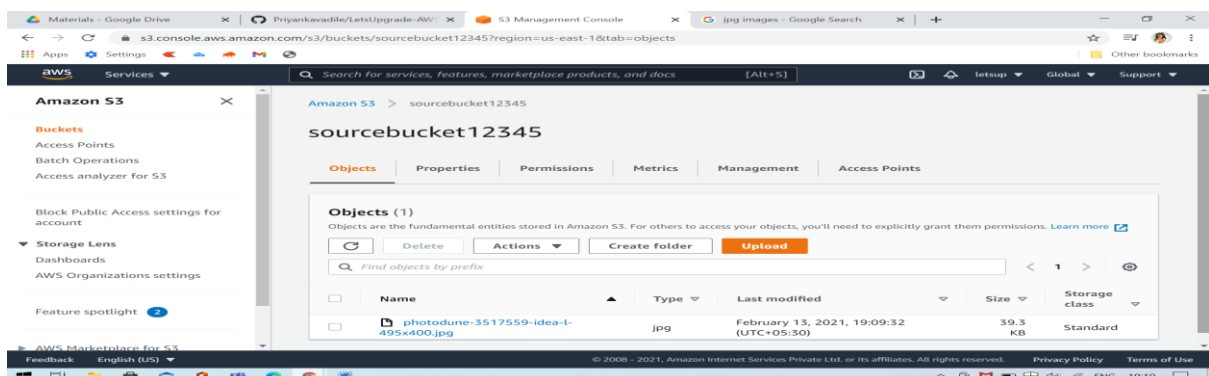 Materials - Google Drive
Priyankavadile/LetsUpgrade-AW
S3 Management Console
jpg images - Google Search
s3.console.aws.amazon.com/s3/buckets/sourcebucket12345?region=us-east-1&tab=objects
Apps
Settings
Other bookmarks
aws
Services
Search for services, features, marketplace products, and docs
[Alt+S]
letsup
Global
Support
Amazon S3
Amazon S3 > sourcebucket12345
Buckets
Access Points
Batch Operations
Access analyzer for S3
Block Public Access settings for
account
Storage Lens
Dashboards
AWS Organizations settings
Feature spotlight 2
AWS Marketplace for S3
sourcebucket12345
Objects
Properties
Permissions
Metrics
Management
Access Points
Objects (1)
Objects are the fundamental entities stored in Amazon S3. For others to access your objects, you'll need to explicitly grant them permissions. Learn more
Delete
Actions
Create folder
Upload
Find objects by prefix
1
Name
Type
Last modified
Size
Storage
class
photodune-3517559-idea-l-
495x400.jpg
jpg
February 13, 2021, 19:09:32
(UTC+05:30)
39.3
KB
Standard
Feedback
English (US)
© 2008 - 2021, Amazon Internet Services Private Ltd. or its affiliates. All rights reserved.
Privacy Policy
Terms of Use